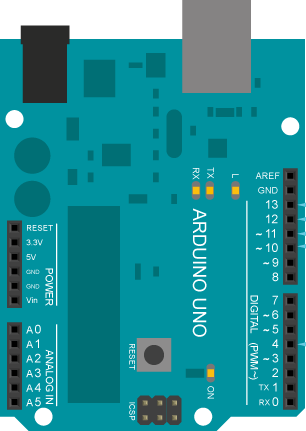 RX
TX
L
ARDUINO UNO
AREF
GND
13
12
~ 11
~ 10
~ 9
8
7
~ 6
~ 5
4
~ 3
2
TX 1
RX 0
DIGITAL (PWM~)
RESET
3.3V
5V
GND
GND
Vin
POWER
A0
A1
A2
A3
A4
A5
ANALOG IN
RESET
ON
ICSP